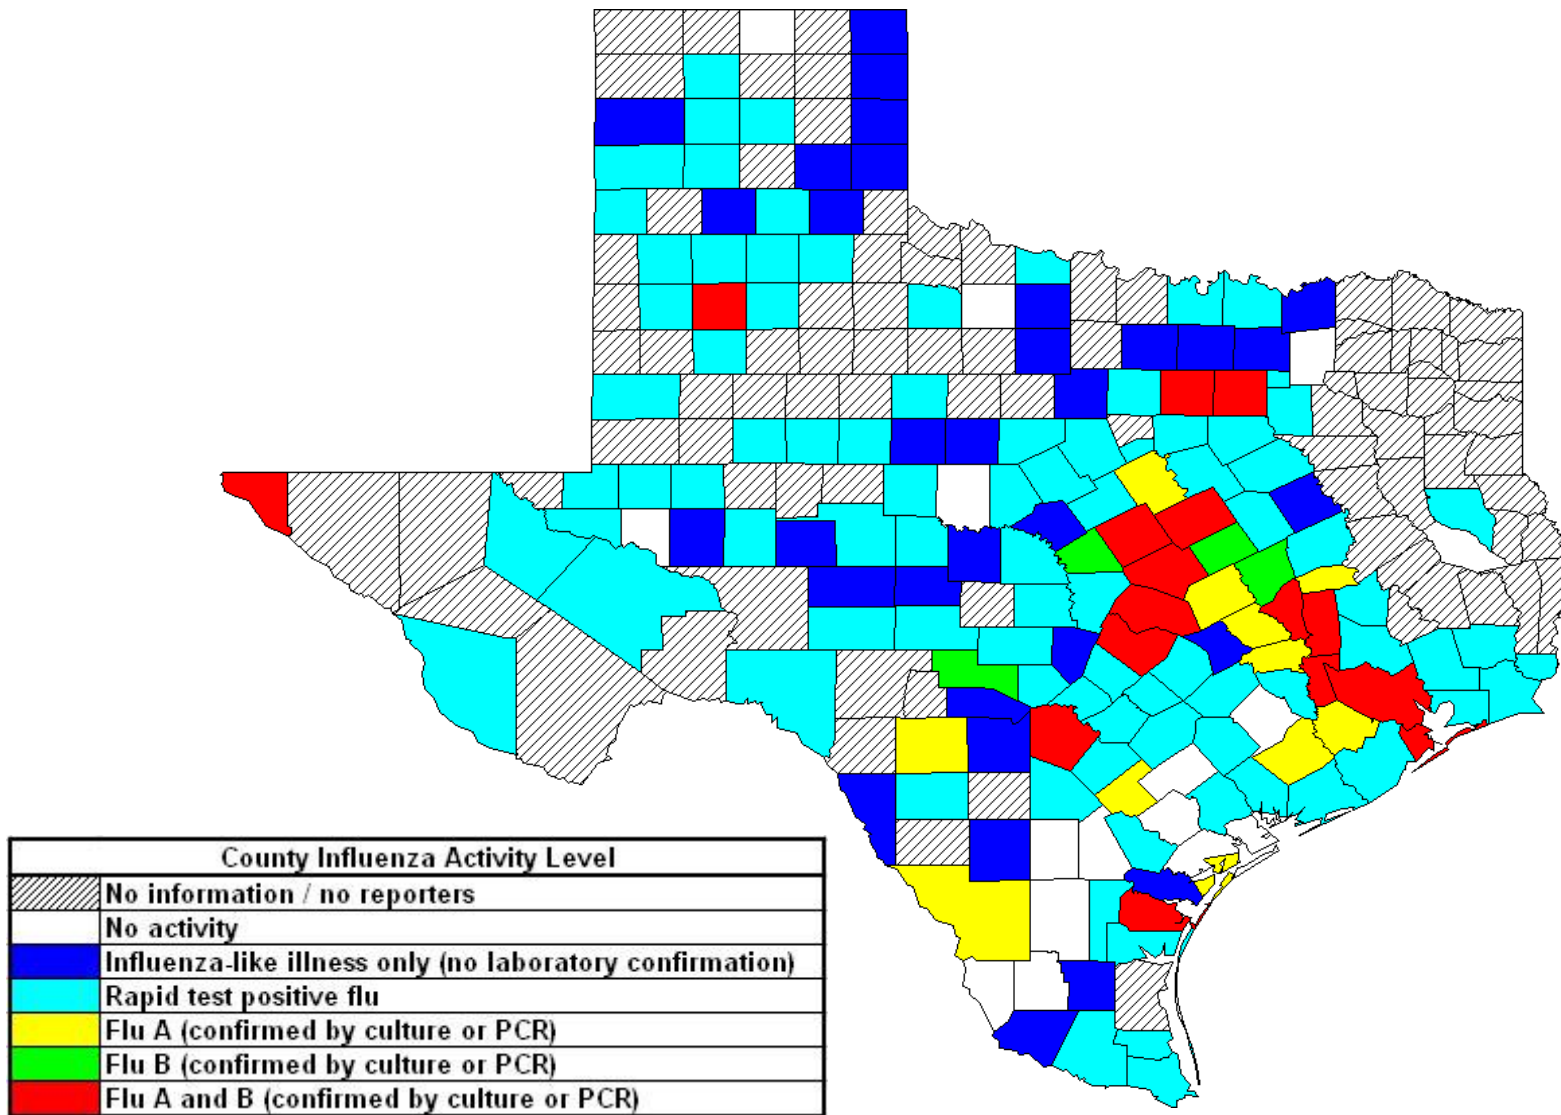 County Influenza Activity Level
No information / no reporters
No activity
Influenza-like illness only (no laboratory confirmation)
Rapid test positive flu
Flu A (confirmed by culture or PCR)
Flu B (confirmed by culture or PCR)
Flu A and B (confirmed by culture or PCR)